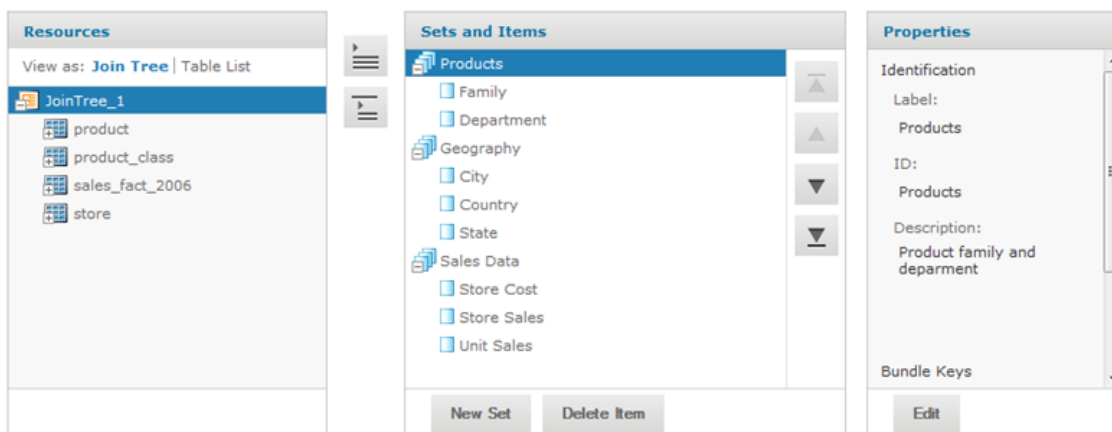 Resources
View as: Join Tree | Table List
JoinTree_1
product
product_class
sales_fact_2006
store
Sets and Items
Products
Family
Department
Geography
City
Country
State
Sales Data
Store Cost
Store Sales
Unit Sales
New Set
Delete Item
Properties
Identification
Label:
Products
ID:
Products
Description:
Product family and
deparment
Bundle Keys
Edit